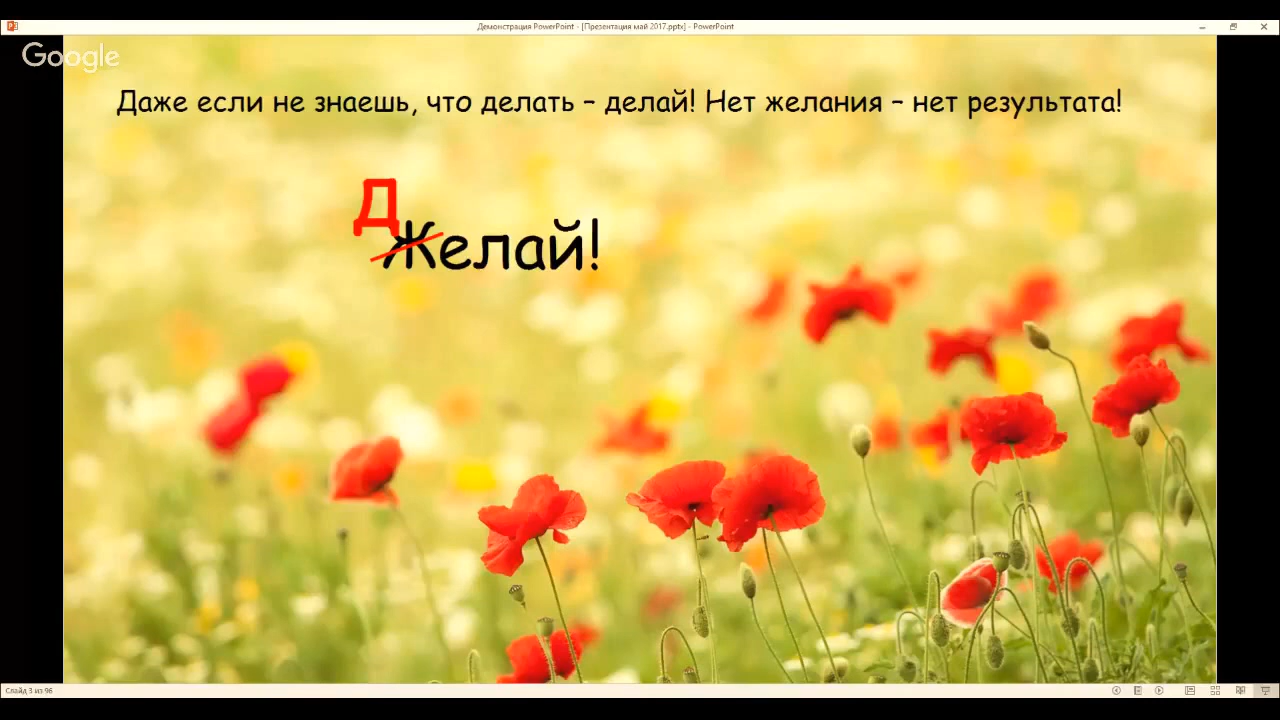 Демонстрация PowerPoint - [Презентация май 2017.pptx] - PowerPoint
Google
Даже если не знаешь, что делать – делай! Нет желания – нет результата!
Д
Желай!
Слайд 3 из 96